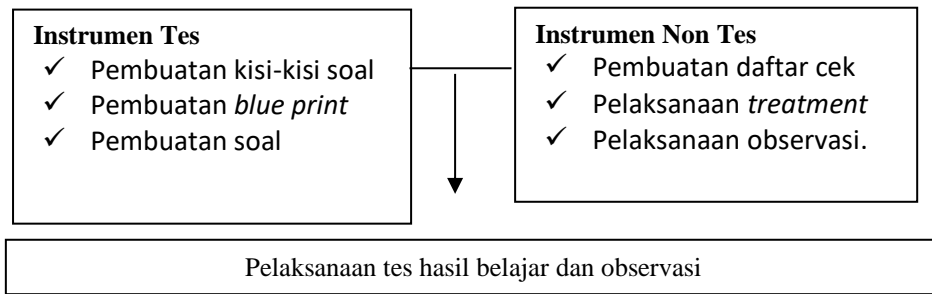 Instrumen Tes
✓ Pembuatan kisi-kisi soal
✓ Pembuatan blue print
✓ Pembuatan soal
Instrumen Non Tes
✓ Pembuatan daftar cek
✓ Pelaksanaan treatment
✓ Pelaksanaan observasi.
Pelaksanaan tes hasil belajar dan observasi